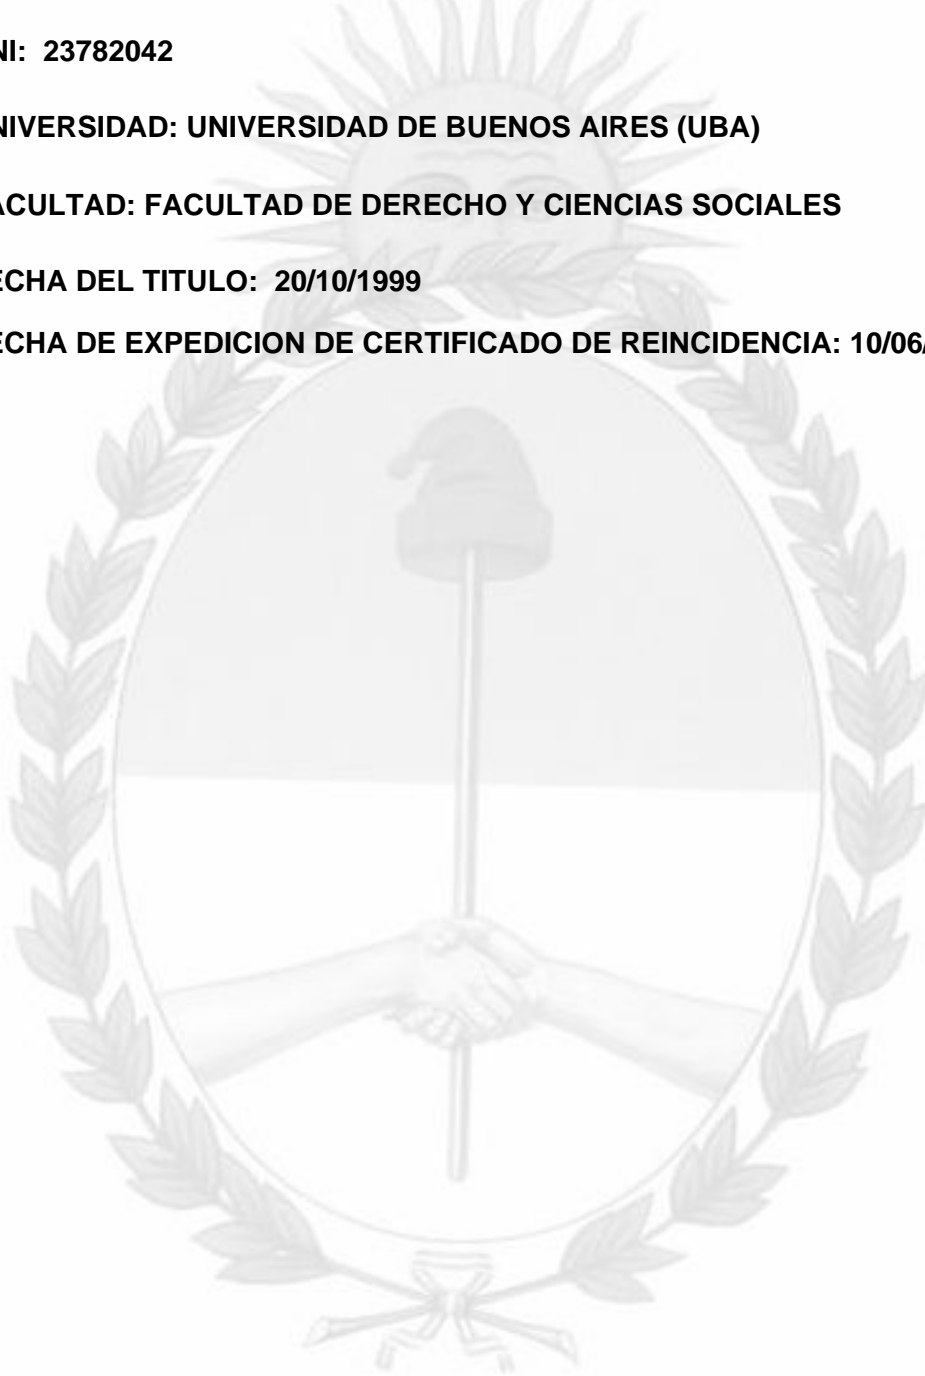 NI: 23782042
NIVERSIDAD: UNIVERSIDAD DE BUENOS AIRES (UBA)
ACULTAD: FACULTAD DE DERECHO Y CIENCIAS SOCIALES
ECHA DEL TITULO: 20/10/1999
ECHA DE EXPEDICION DE CERTIFICADO DE REINCIDENCIA: 10/06/